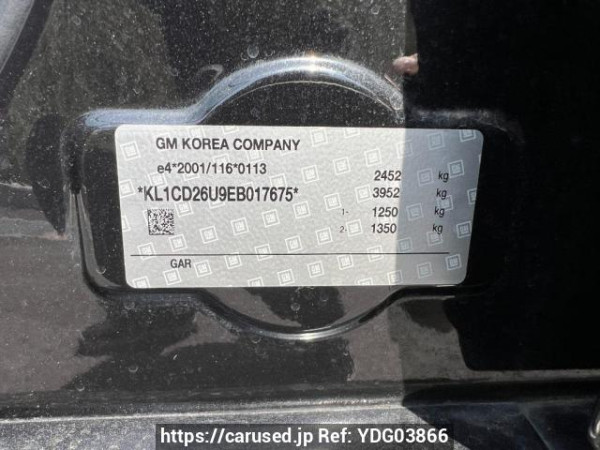 GM KOREA COMPANY
e4*2001/116*0113
*KL1CD26U9EB017675*
2452 kg
3952 kg
1- 1250 kg
2- 1350 kg
GAR
https://carused.jp Ref: YDG03866